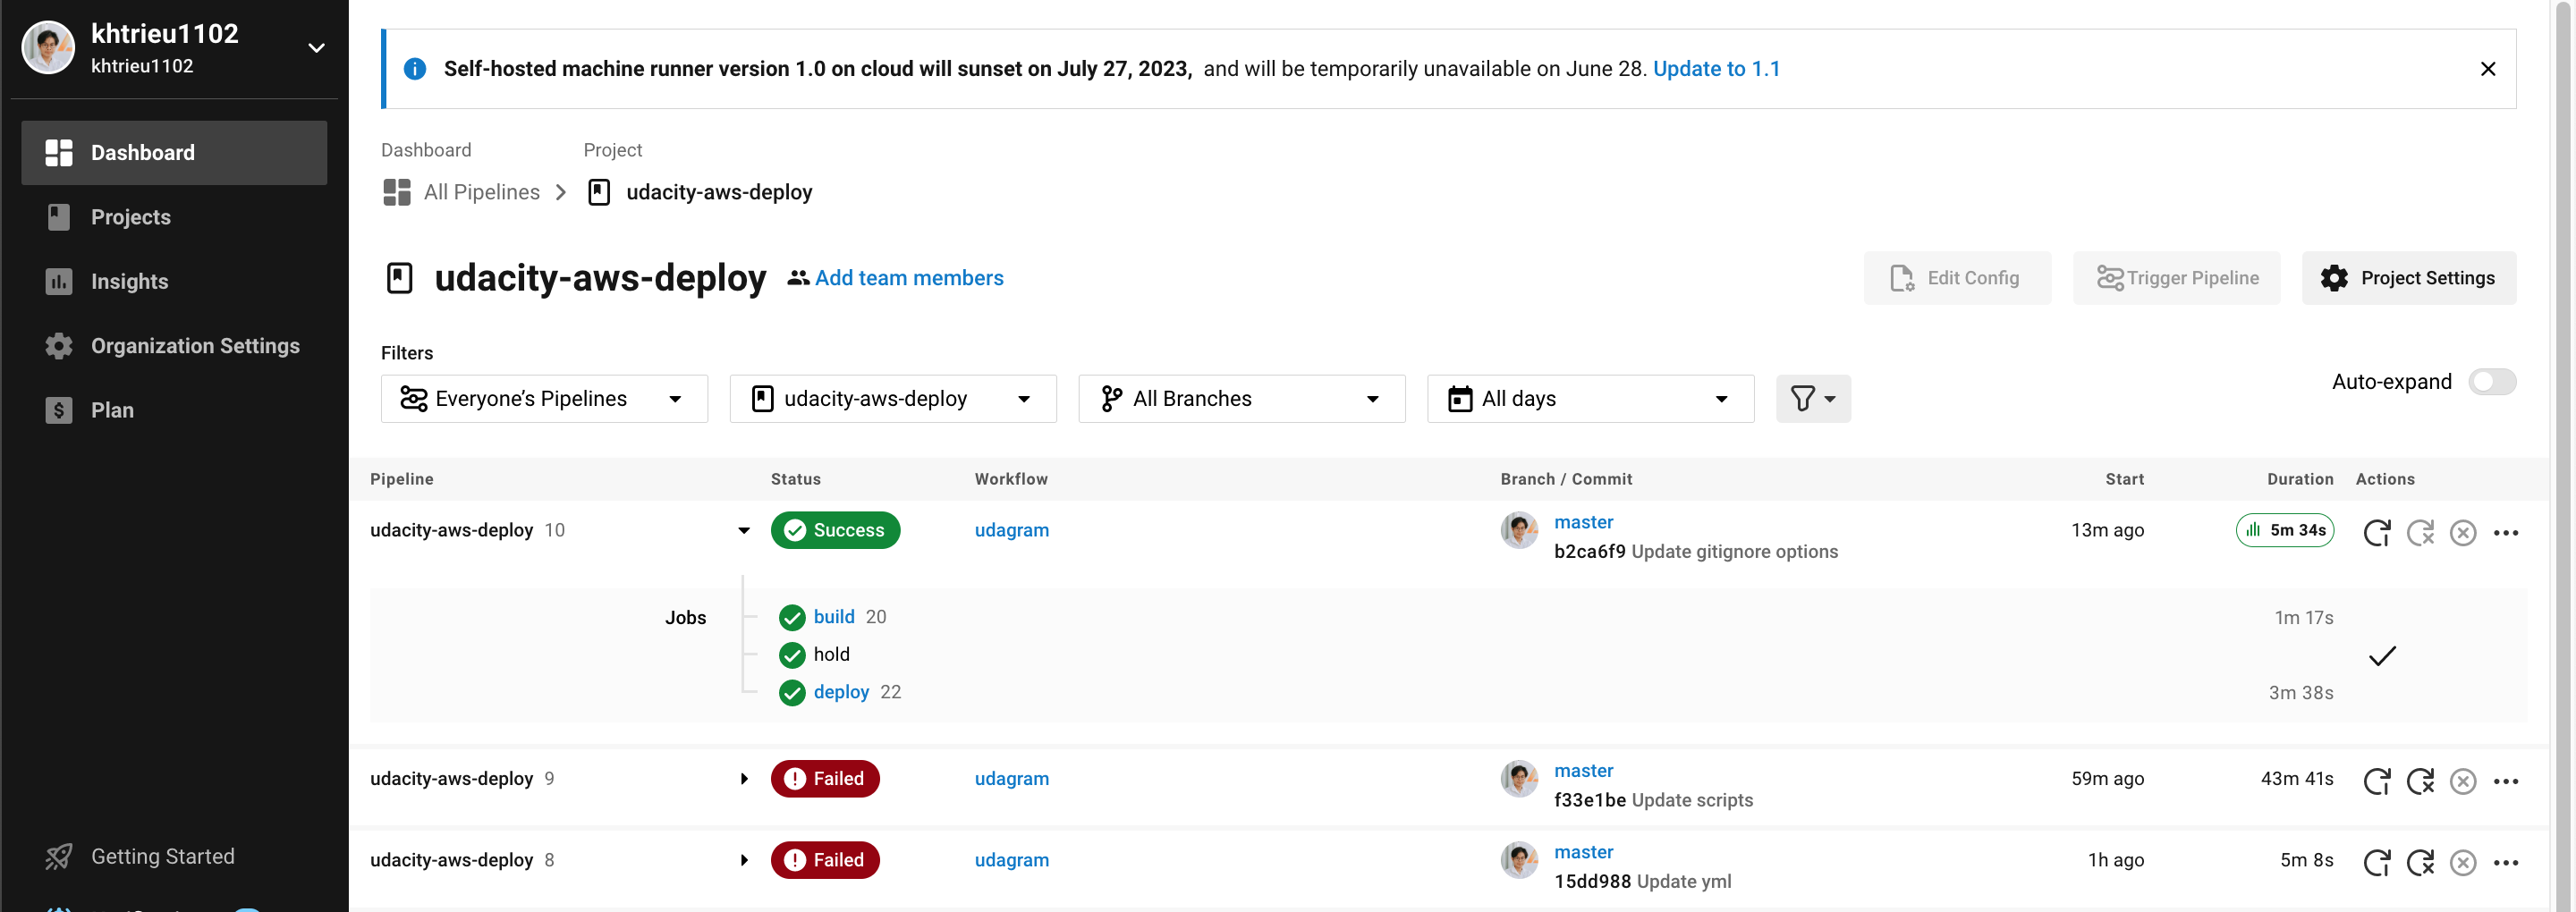 khtrieu1102
khtrieu1102
Dashboard
Projects
Insights
Organization Settings
Plan
Getting Started
Self-hosted machine runner version 1.0 on cloud will sunset on July 27, 2023, and will be temporarily unavailable on June 28. Update to 1.1
Dashboard Project
All Pipelines udacity-aws-deploy
udacity-aws-deploy Add team members Edit Config Trigger Pipeline Project Settings
Filters
Everyone’s Pipelines udacity-aws-deploy All Branches All days Auto-expand
Pipeline Status Workflow Branch / Commit Start Duration Actions
udacity-aws-deploy 10 Success udagram master 13m ago 5m 34s
b2ca6f9 Update gitignore options
Jobs build 20 1m 17s
hold
deploy 22 3m 38s
udacity-aws-deploy 9 Failed udagram master 59m ago 43m 41s
f33e1be Update scripts
udacity-aws-deploy 8 Failed udagram master 1h ago 5m 8s
15dd988 Update yml